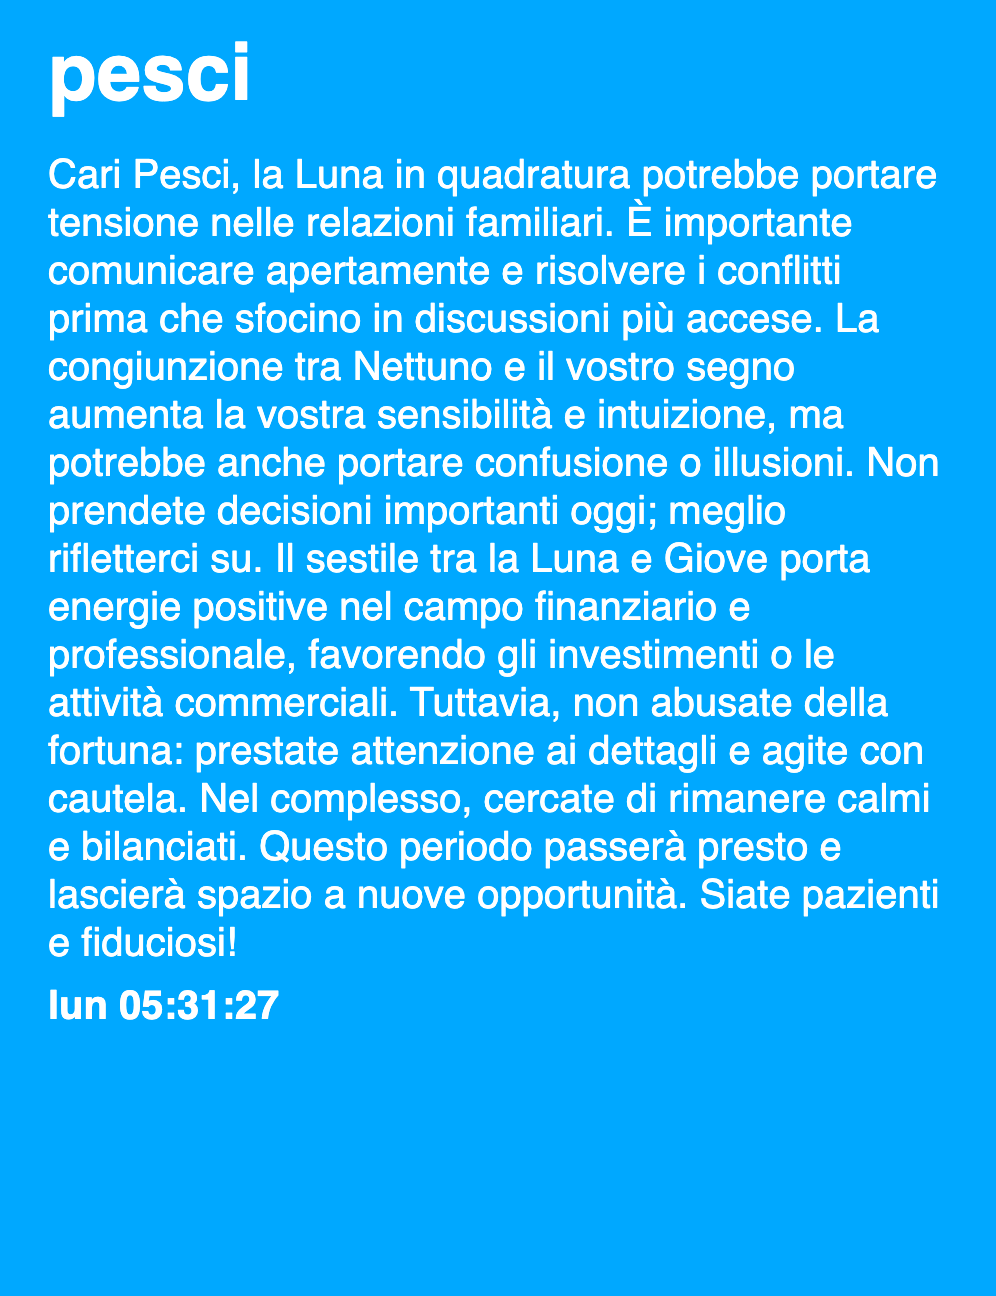 pesci
Cari Pesci, la Luna in quadratura potrebbe portare
tensione nelle relazioni familiari. È importante
comunicare apertamente e risolvere i conflitti
prima che sfocino in discussioni più accese. La
congiunzione tra Nettuno e il vostro segno
aumenta la vostra sensibilità e intuizione, ma
potrebbe anche portare confusione o illusioni. Non
prendete decisioni importanti oggi; meglio
rifletterci su. Il sestile tra la Luna e Giove porta
energie positive nel campo finanziario e
professionale, favorendo gli investimenti o le
attività commerciali. Tuttavia, non abusate della
fortuna: prestate attenzione ai dettagli e agite con
cautela. Nel complesso, cercate di rimanere calmi
e bilanciati. Questo periodo passerà presto e
lascierà spazio a nuove opportunità. Siate pazienti
e fiduciosi!
lun 05:31:27